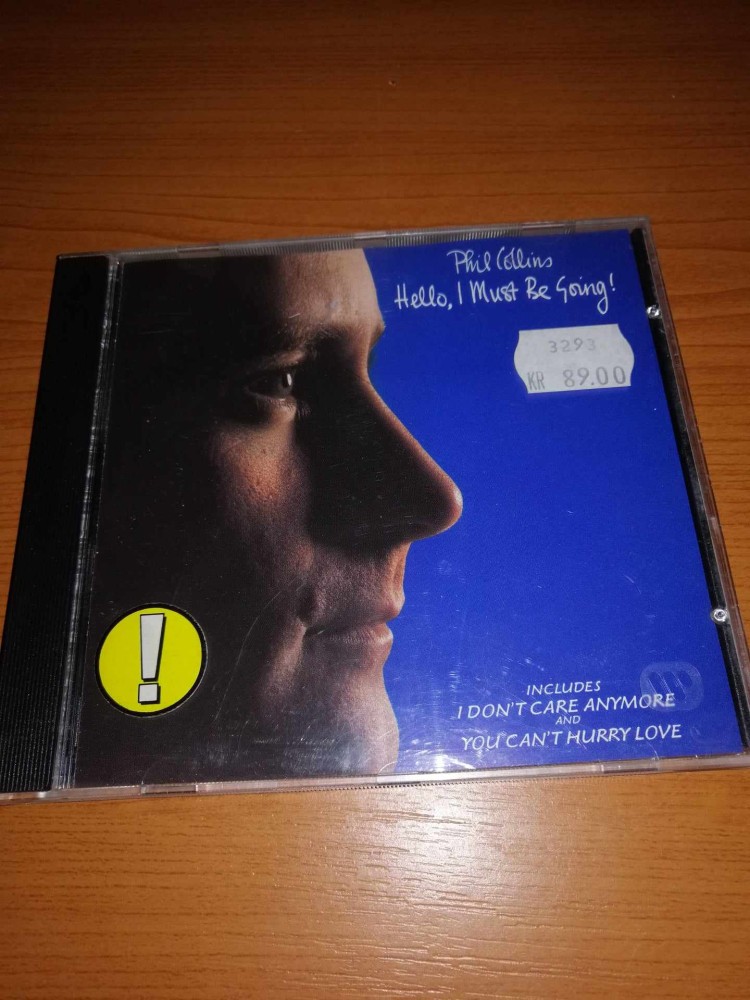 Phil Collins
Hello, I Must Be Going!
3293
KR 89.00
!
INCLUDES
I DON'T CARE ANYMORE
AND
YOU CAN'T HURRY LOVE